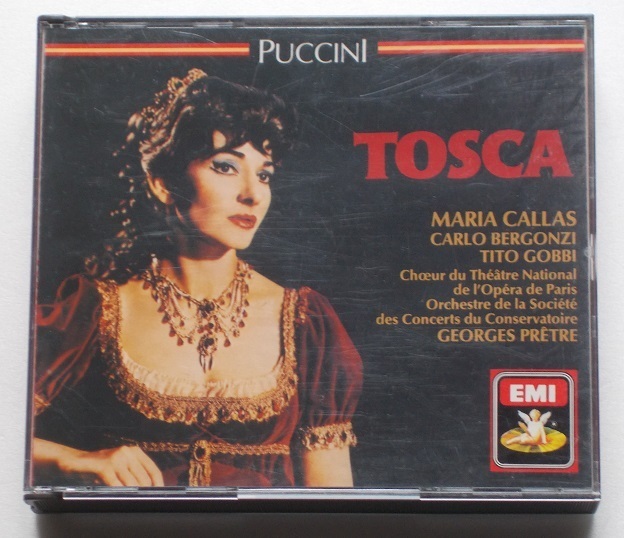 PUCCINI
TOSCA
MARIA CALLAS
CARLO BERGONZI
TITO GOBBI
Chœur du Théâtre National
de l'Opéra de Paris
Orchestre de la Société
des Concerts du Conservatoire
GEORGES PRÊTRE
EMI